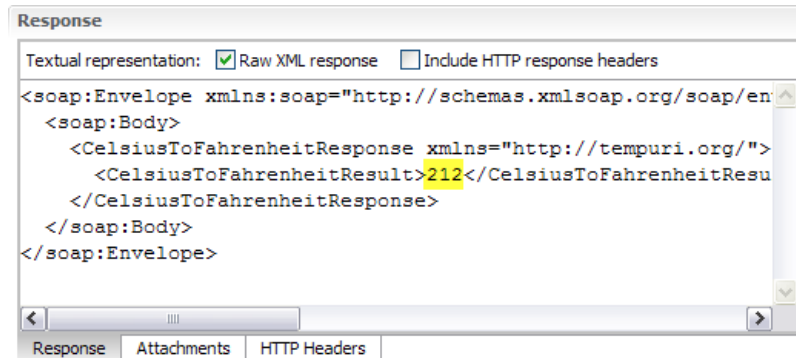 Response
Textual representation: Raw XML response Include HTTP response headers
<soap:Envelope xmlns:soap="http://schemas.xmlsoap.org/soap/en
<soap:Body>
<CelsiusToFahrenheitResponse xmlns="http://tempuri.org/">
<CelsiusToFahrenheitResult>212</CelsiusToFahrenheitResu
</CelsiusToFahrenheitResponse>
</soap:Body>
</soap:Envelope>
Response Attachments HTTP Headers